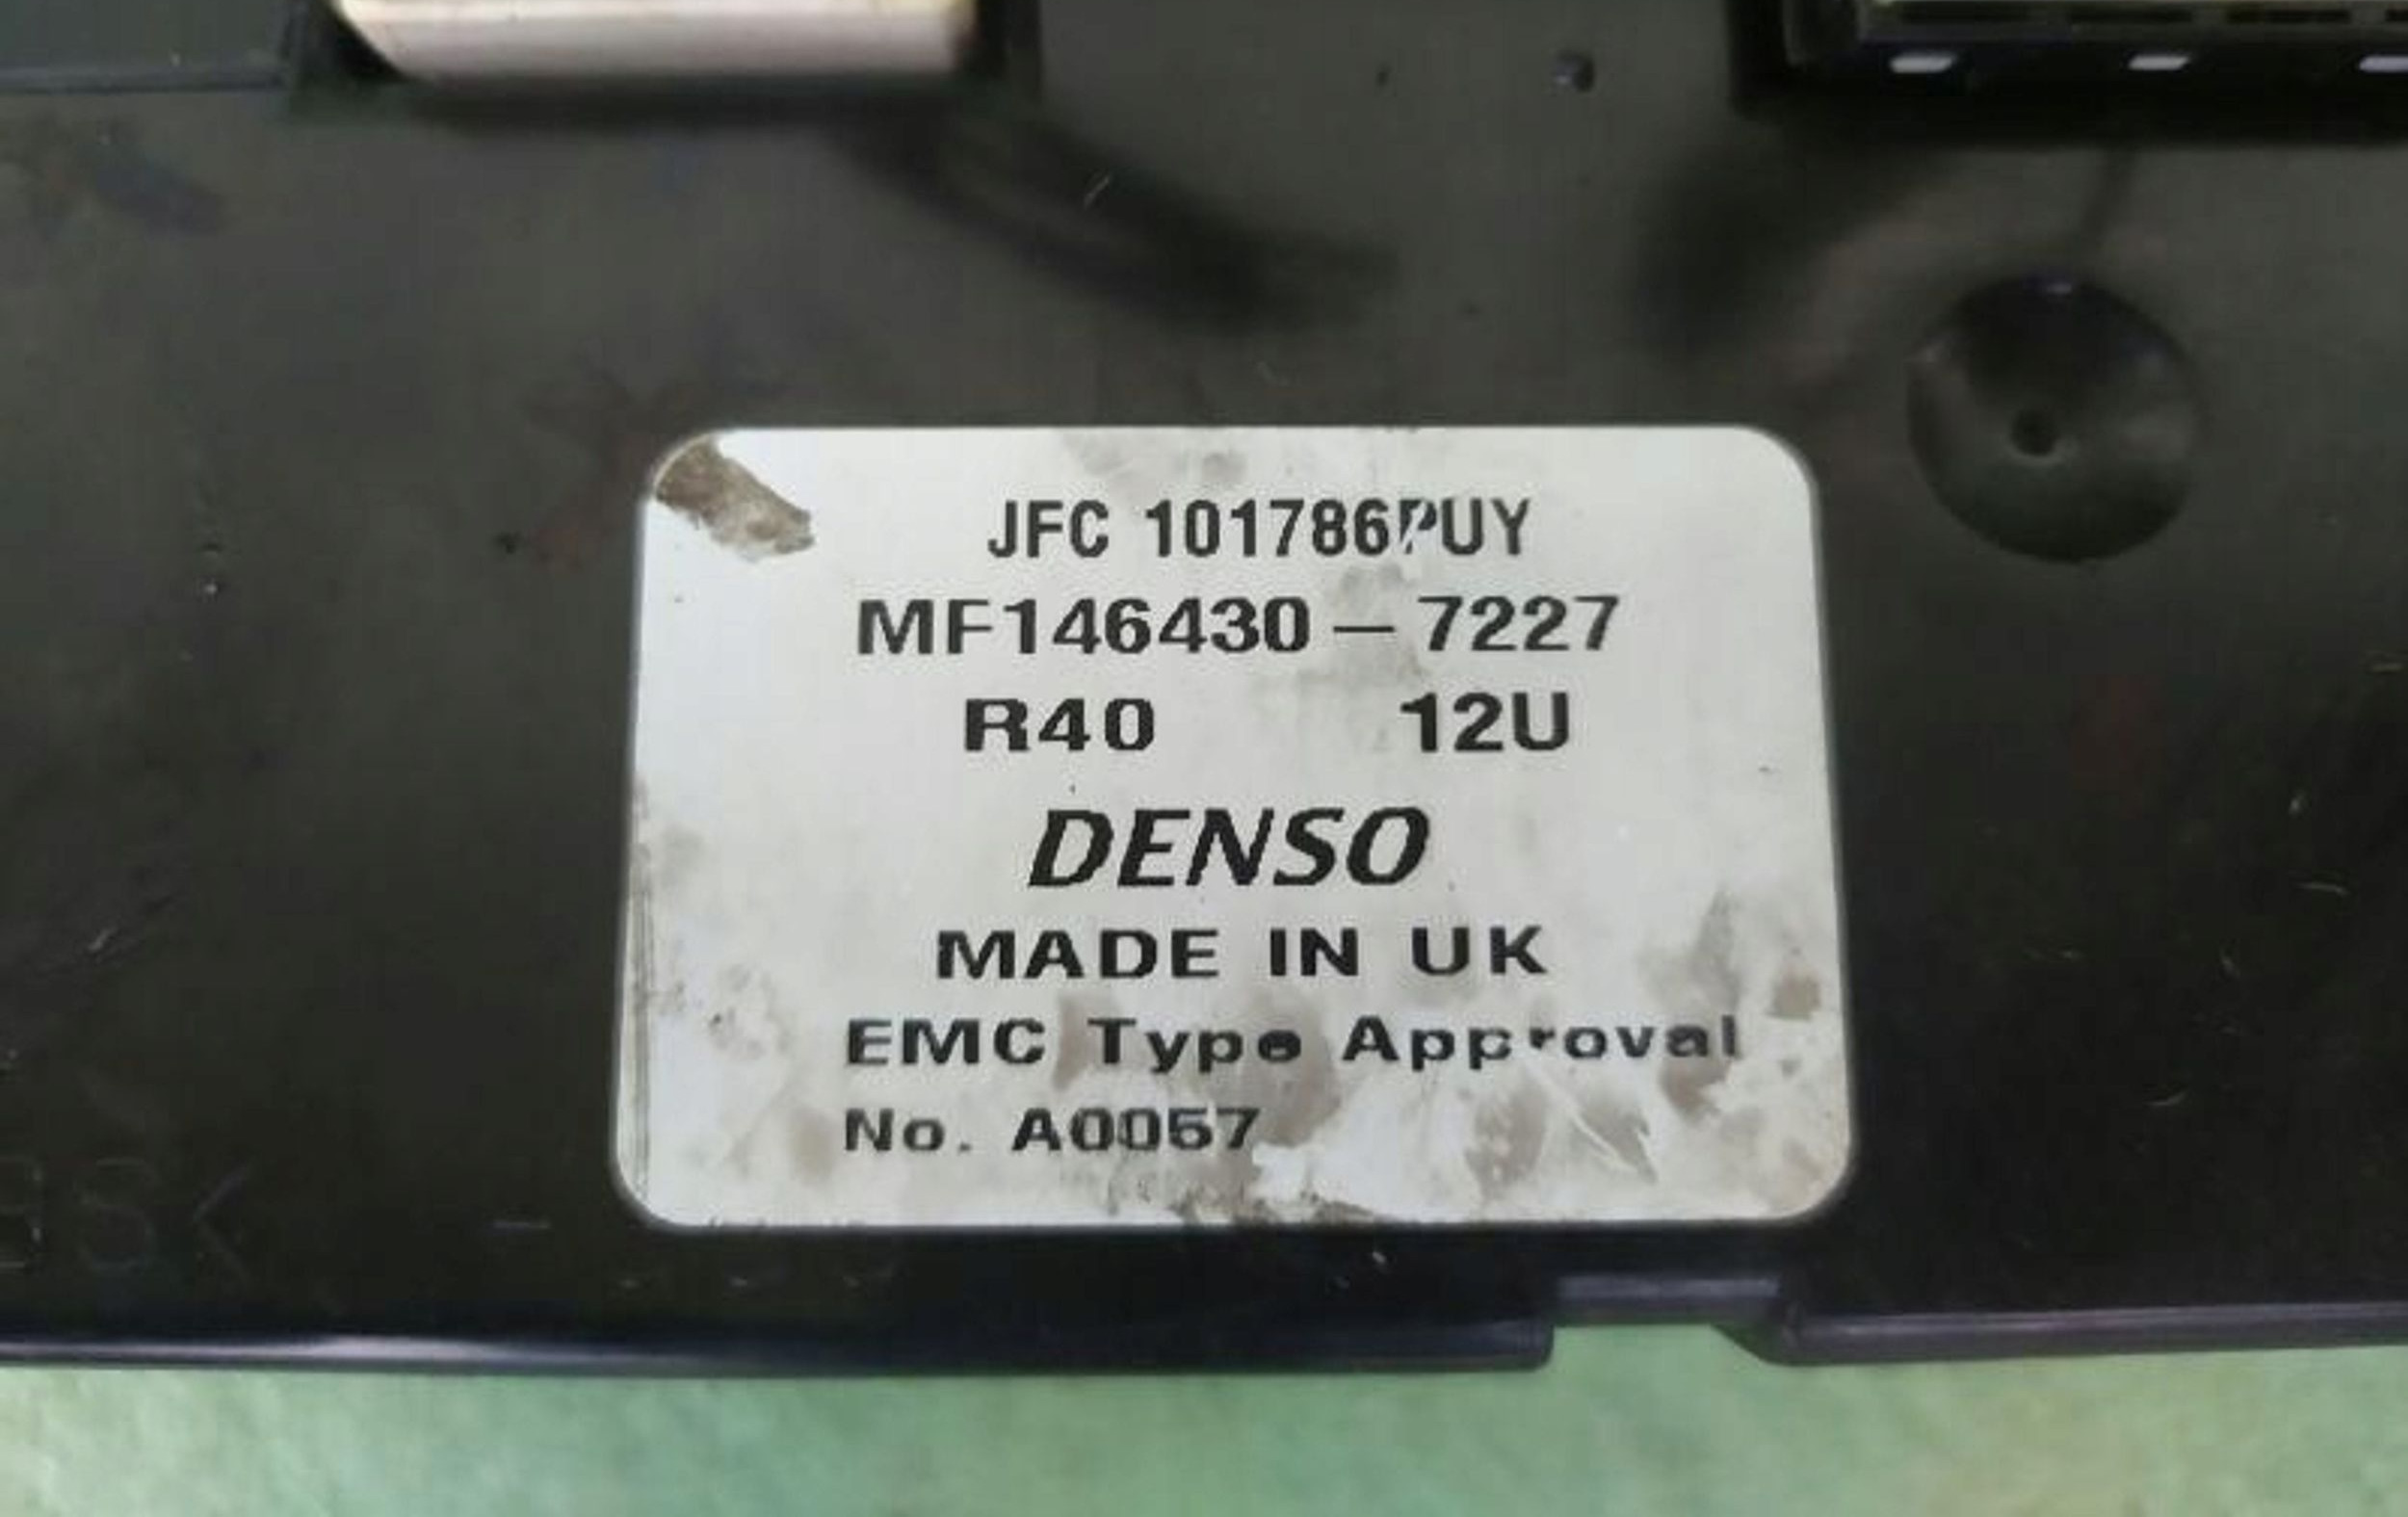 JFC 101786PUY
MF146430-7227
R40 12U
DENSO
MADE IN UK
EMC Type Approval
No. A0057